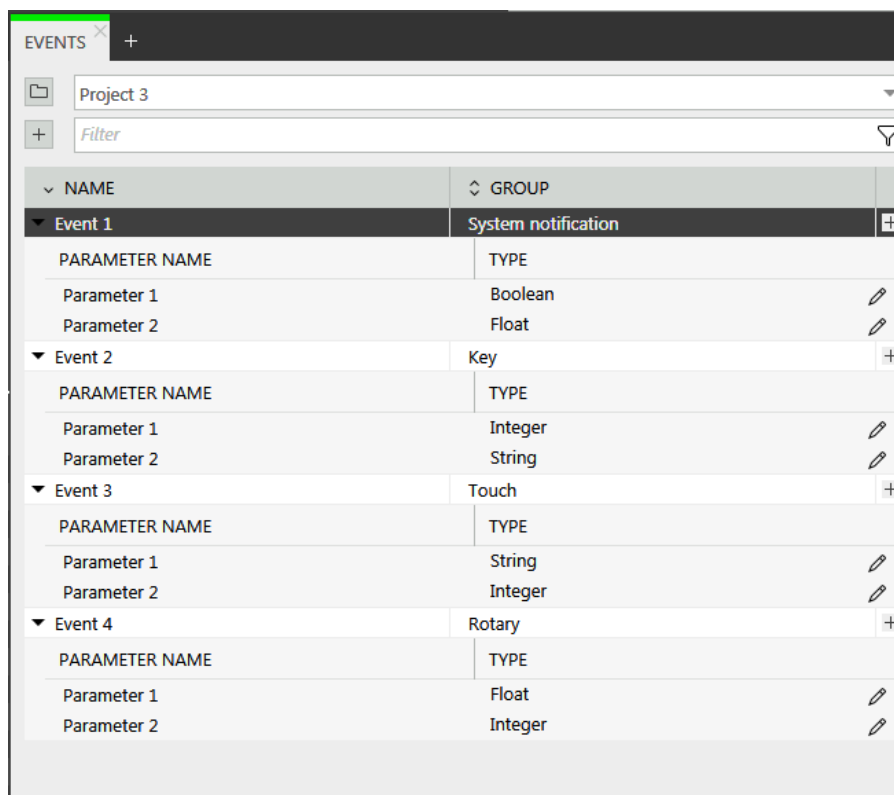 EVENTS
Project 3
Filter
NAME GROUP
Event 1 System notification
PARAMETER NAME TYPE
Parameter 1 Boolean
Parameter 2 Float
Event 2 Key
PARAMETER NAME TYPE
Parameter 1 Integer
Parameter 2 String
Event 3 Touch
PARAMETER NAME TYPE
Parameter 1 String
Parameter 2 Integer
Event 4 Rotary
PARAMETER NAME TYPE
Parameter 1 Float
Parameter 2 Integer